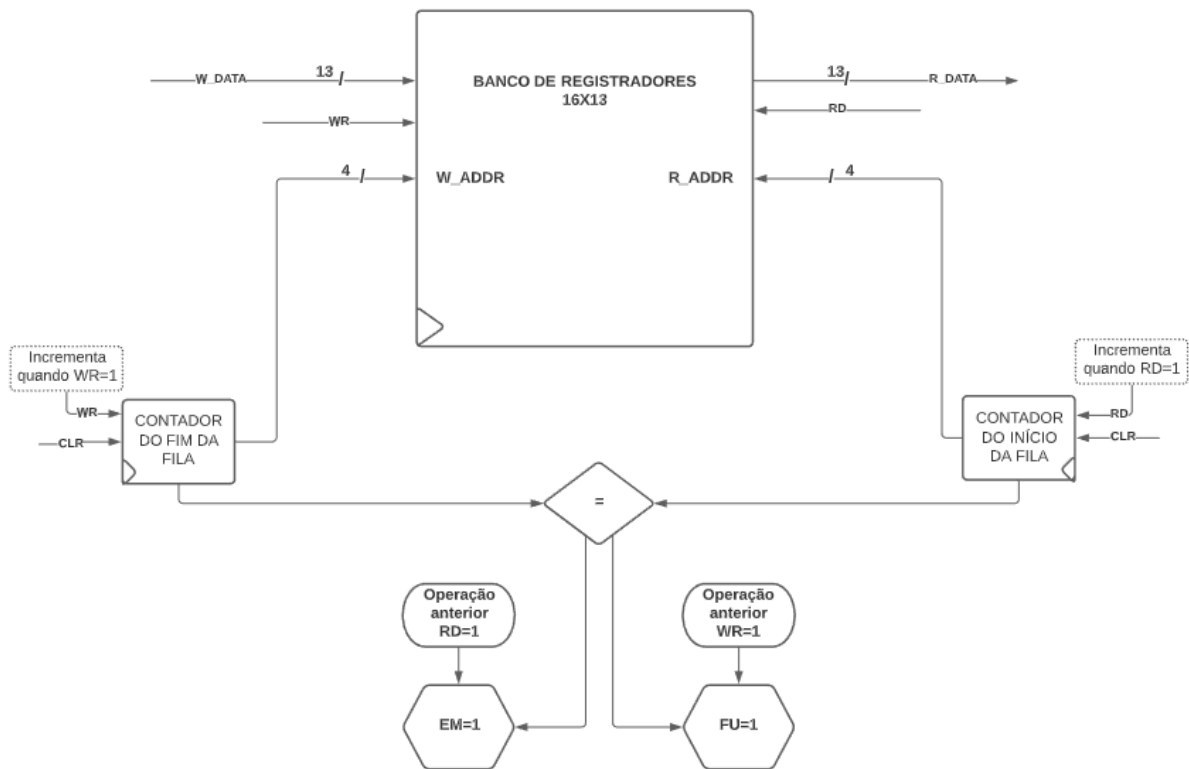 W_DATA
13 /
BANCO DE REGISTRADORES
16X13
13/
R_DATA
WR
RD
4 /
W_ADDR
R_ADDR
/ 4
Incrementa
quando WR=1
Incrementa
quando RD=1
WR
CLR
CONTADOR
DO FIM DA
FILA
CONTADOR
DO INÍCIO
DA FILA
RD
CLR
=
Operação
anterior
RD=1
Operação
anterior
WR=1
EM=1
FU=1